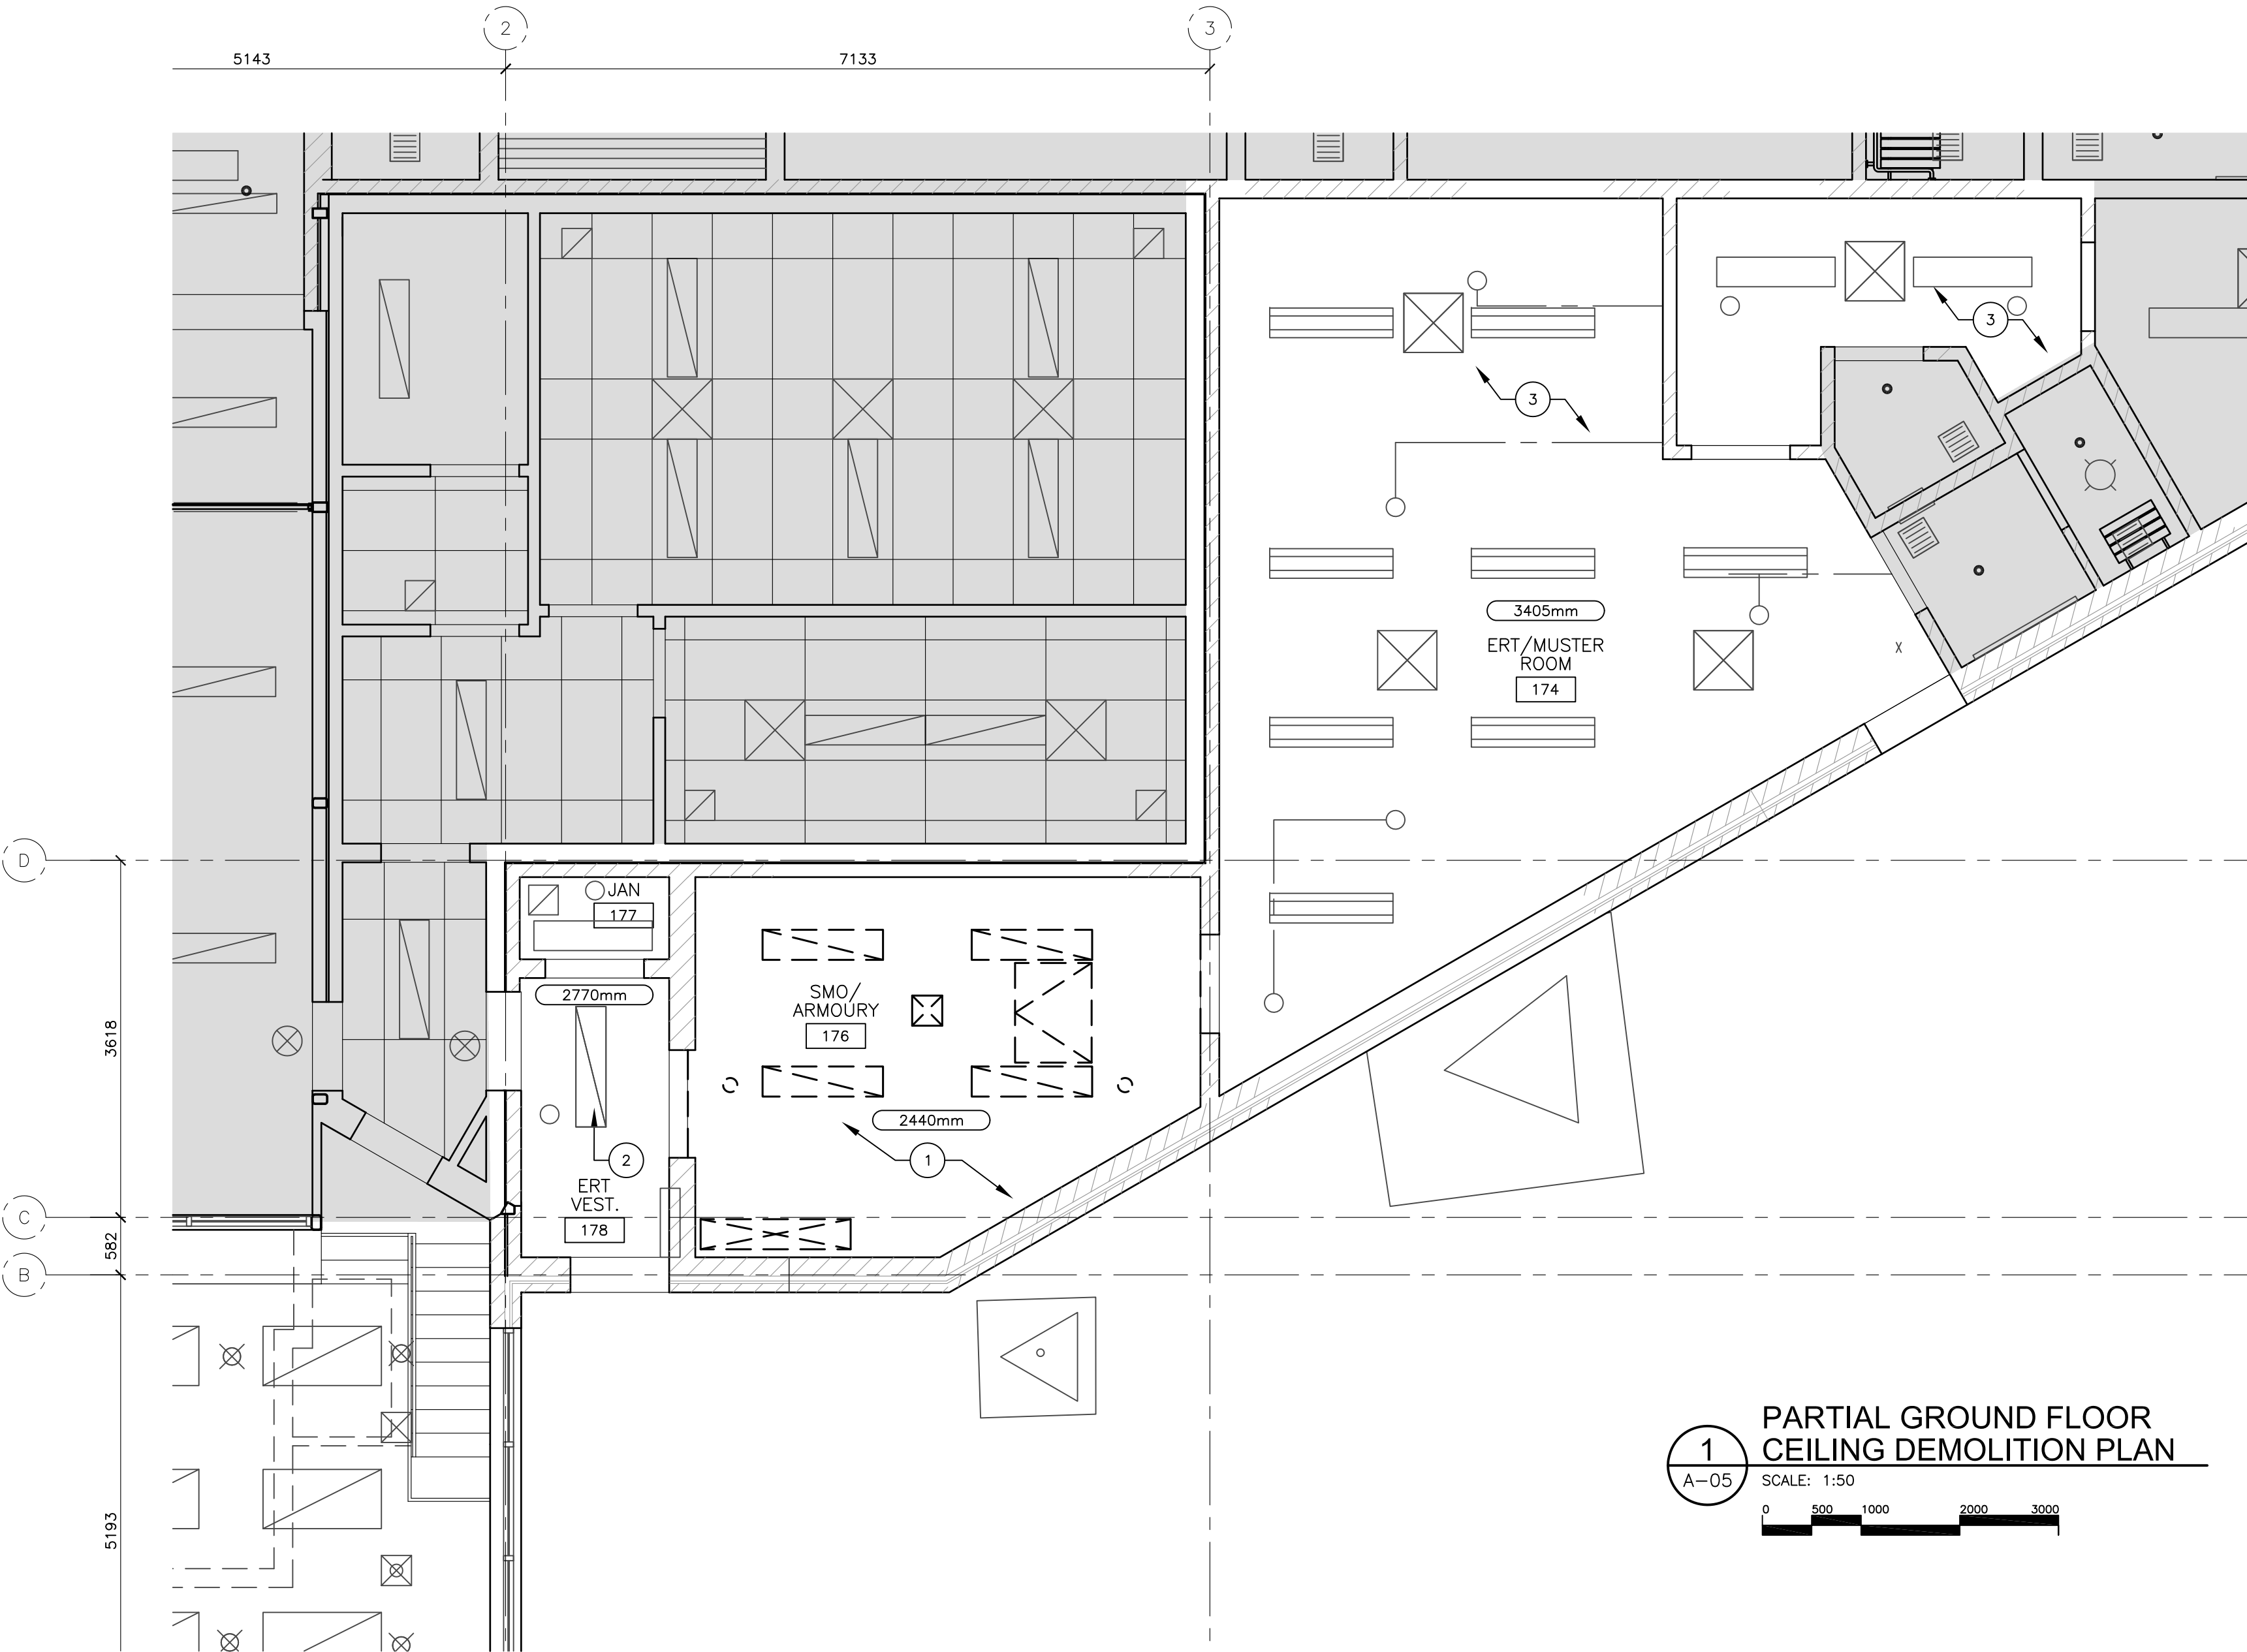 2
3
5143
7133
3
3
3405mm
ERT/MUSTER
ROOM
174
X
D
JAN
177
2770mm
SMO/
ARMOURY
176
3618
2440mm
2
1
ERT
VEST.
178
C
582
B
5193
1
A-05
PARTIAL GROUND FLOOR
CEILING DEMOLITION PLAN
SCALE: 1:50
0 500 1000 2000 3000